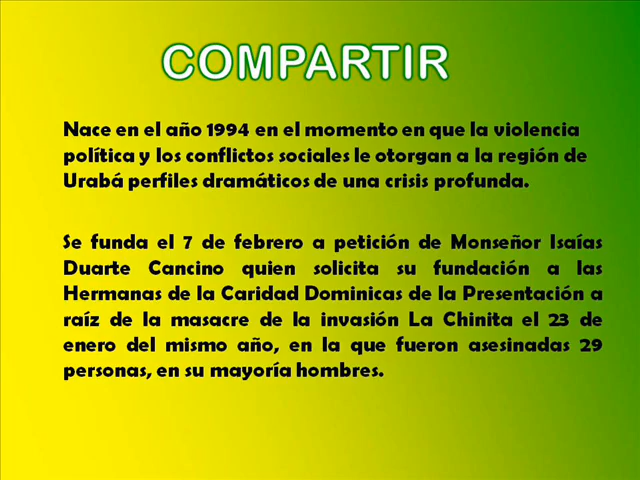 COMPARTIR
Nace en el año 1994 en el momento en que la violencia
política y los conflictos sociales le otorgan a la región de
Urabá perfiles dramáticos de una crisis profunda.
Se funda el 7 de febrero a petición de Monseñor Isaías
Duarte Cancino quien solicita su fundación a las
Hermanas de la Caridad Dominicas de la Presentación a
raíz de la masacre de la invasión La Chinita el 23 de
enero del mismo año, en la que fueron asesinadas 29
personas, en su mayoría hombres.